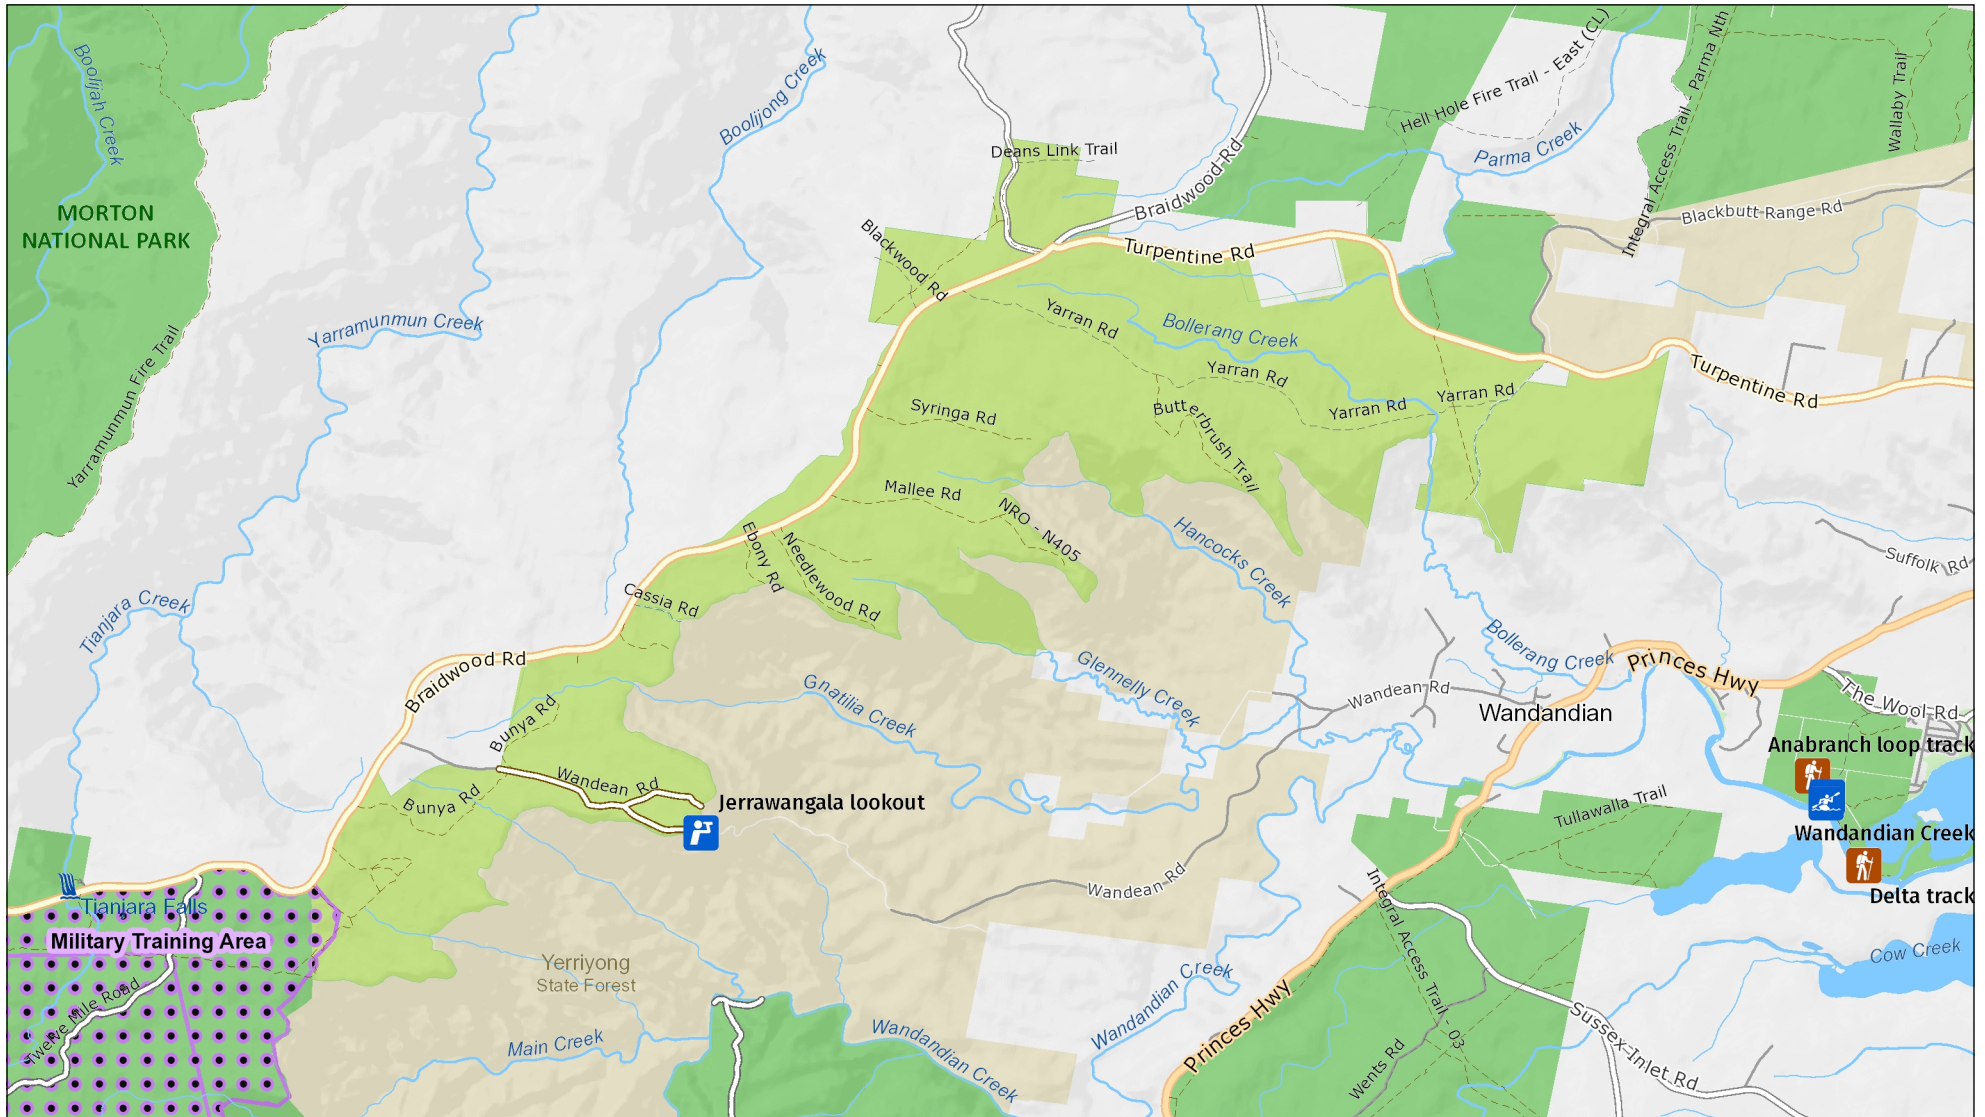 Boolijah Creek
Boolijong Creek
Hell Hole Fire Trail - East (CL)
Integral Access Trail - Parma Nth
Wallaby Trail
Deans Link Trail
Braidwood Rd
Parma Creek
MORTON
NATIONAL PARK
Blackbutt Range Rd
Blackwood Rd
Turpentine Rd
Yarramunmun Creek
Yarran Rd
Bollerang Creek
Yarramunmun Fire Trail
Yarran Rd
Yarran Rd
Yarran Rd
Turpentine Rd
Syringa Rd
Butterbrush Trail
Mallee Rd
NRO - N405
Hancocks Creek
Ebony Rd
Needlewood Rd
Suffolk Rd
Cassia Rd
Tianjara Creek
Braidwood Rd
Bollerang Creek
Princes Hwy
Glennelly Creek
Gnatilia Creek
Wandean Rd
Wandandian
The Wool Rd
Bunya Rd
Anabranch loop track
Wandean Rd
Bunya Rd
Jerrawangala lookout
Tullawalla Trail
Wandandian Creek
Wandean Rd
Delta track
Tianjara Falls
Military Training Area
Integral Access Trail - 03
Cow Creek
Yerriyong
State Forest
Twelve Mile Road
Wandandian Creek
Princes Hwy
Main Creek
Wandandian Creek
Wents Rd
Sussex Inlet Rd